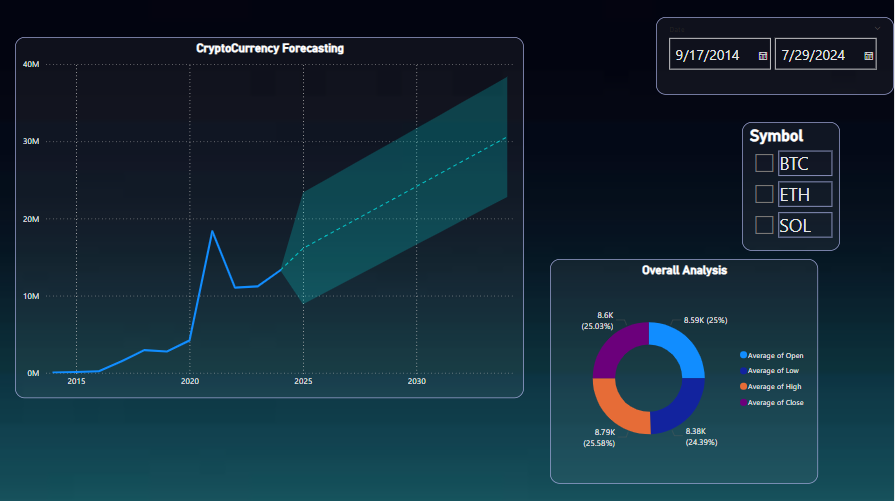 CryptoCurrency Forecasting
40M
30M
20M
10M
0M
2015
2020
2025
2030
9/17/2014
7/29/2024
Symbol
BTC
ETH
SOL
Overall Analysis
8.6K
(25.03%)
8.59K (25%)
8.79K
(25.58%)
8.38K
(24.39%)
Average of Open
Average of Low
Average of High
Average of Close